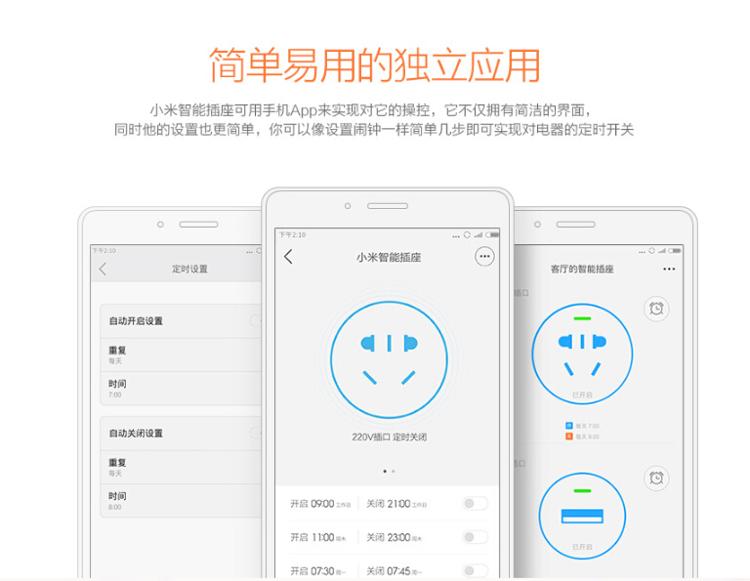 简单易用的独立应用
小米智能插座可用手机App来实现对它的操控，它不仅拥有简洁的界面，
同时他的设置也更简单，你可以像设置闹钟一样简单几步即可实现对电器的定时开关
下午2:10
定时设置
自动开启设置
重复
每天
时间
7:00
自动关闭设置
重复
每天
时间
8:00
下午2:10
小米智能插座
220V插口 定时关闭
开启 09:00 工作日 关闭 21:00 工作日
开启 11:00 周末 关闭 23:00 周末
开启 07:30 周一 关闭 07:45 周一
客厅的智能插座
插口
已开启
每天 7:00
每天 8:00
插口
已开启